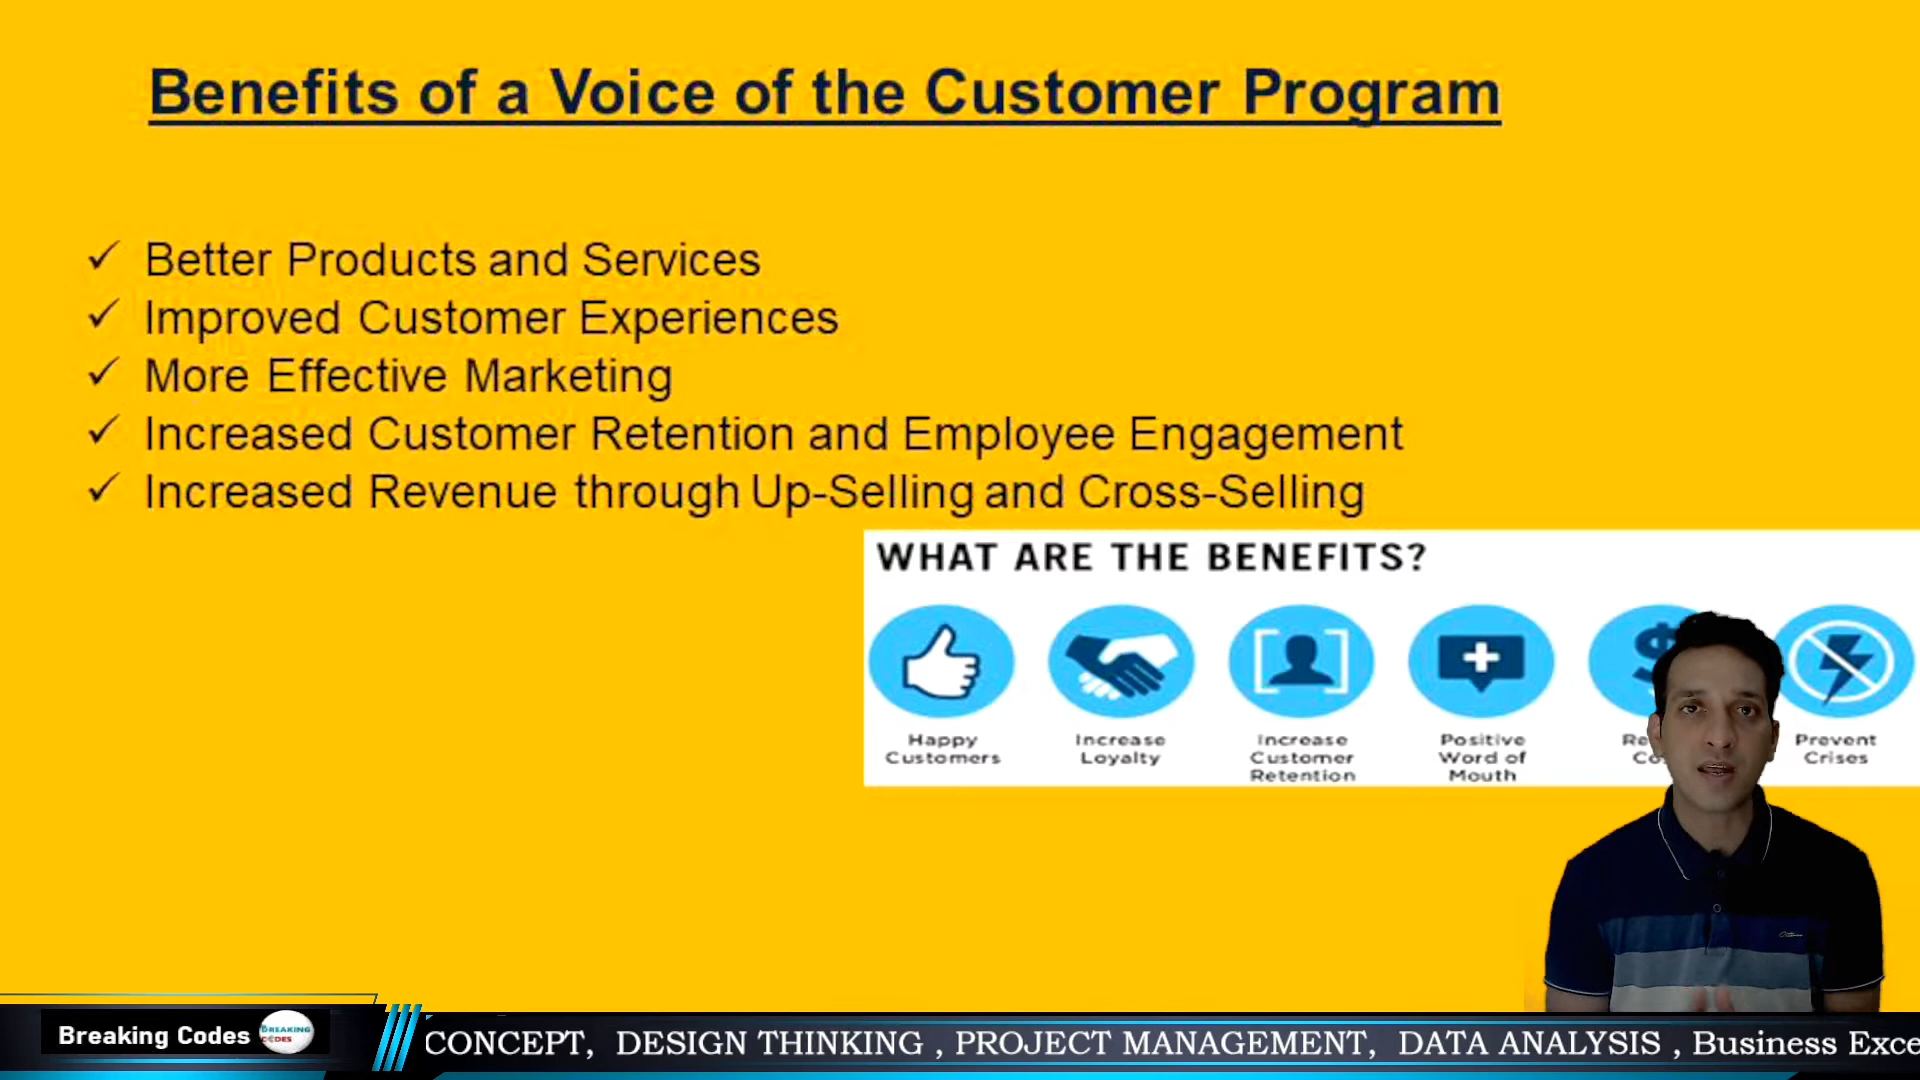 Benefits of a Voice of the Customer Program
✓ Better Products and Services
✓ Improved Customer Experiences
✓ More Effective Marketing
✓ Increased Customer Retention and Employee Engagement
✓ Increased Revenue through Up-Selling and Cross-Selling
WHAT ARE THE BENEFITS?
Happy
Customers
Increase
Loyalty
Increase
Customer
Retention
Positive
Word of
Mouth
Prevent
Crises
Breaking Codes
BREAKING
CODES
CONCEPT, DESIGN THINKING , PROJECT MANAGEMENT, DATA ANALYSIS , Business Exce